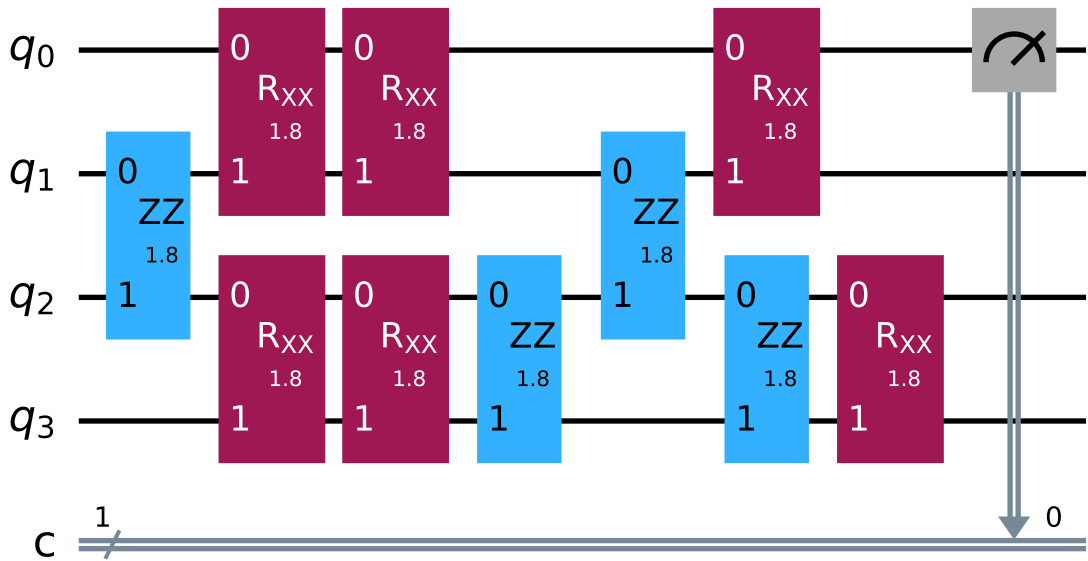 q0 0 0 0
RXX RXX RXX
1.8 1.8 1.8
q1 0 1 1 0 1
ZZ ZZ
1.8 1.8
q2 1 0 0 0 1 0 0
RXX RXX ZZ ZZ RXX
1.8 1.8 1.8 1.8 1.8
q3 1 1 1 1 1
1 0
c